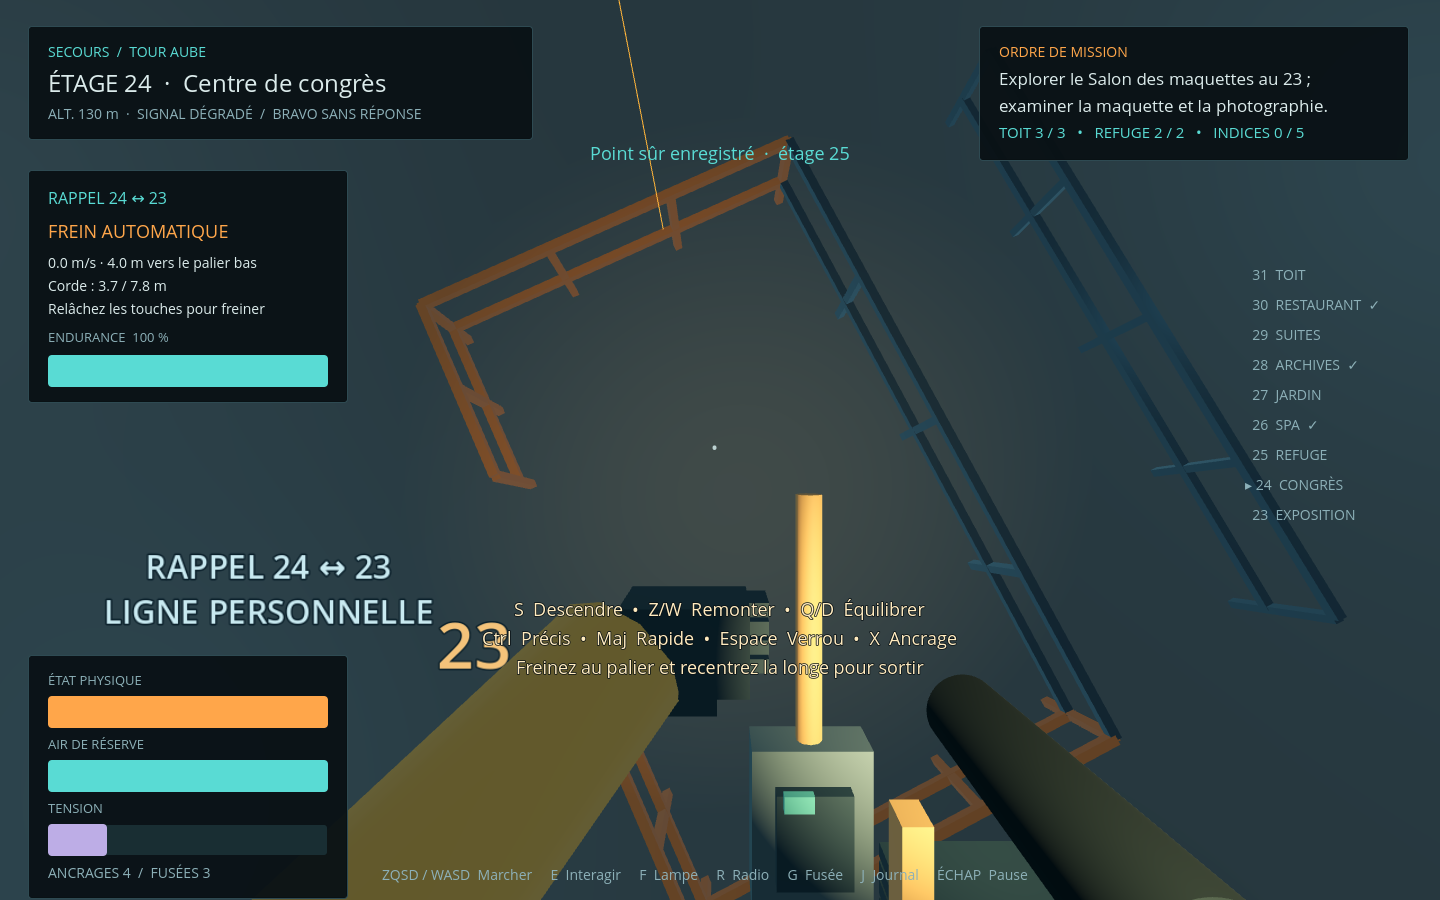 SECOURS / TOUR AUBE
ÉTAGE 24 · Centre de congrès
ALT. 130 m · SIGNAL DÉGRADÉ / BRAVO SANS RÉPONSE
ORDRE DE MISSION
Explorer le Salon des maquettes au 23 ;
examiner la maquette et la photographie.
TOIT 3 / 3 • REFUGE 2 / 2 • INDICES 0 / 5
Point sûr enregistré · étage 25
RAPPEL 24 ↔ 23
FREIN AUTOMATIQUE
0.0 m/s · 4.0 m vers le palier bas
Corde : 3.7 / 7.8 m
Relâchez les touches pour freiner
ENDURANCE 100 %
31 TOIT
30 RESTAURANT ✓
29 SUITES
28 ARCHIVES ✓
27 JARDIN
26 SPA ✓
25 REFUGE
▸ 24 CONGRÈS
23 EXPOSITION
RAPPEL 24 ↔ 23
LIGNE PERSONNELLE
23
S Descendre • Z/W Remonter • Q/D Équilibrer
Ctrl Précis • Maj Rapide • Espace Verrou • X Ancrage
Freinez au palier et recentrez la longe pour sortir
ÉTAT PHYSIQUE
AIR DE RÉSERVE
TENSION
ANCRAGES 4 / FUSÉES 3
ZQSD / WASD Marcher E Interagir F Lampe R Radio G Fusée J Journal ÉCHAP Pause